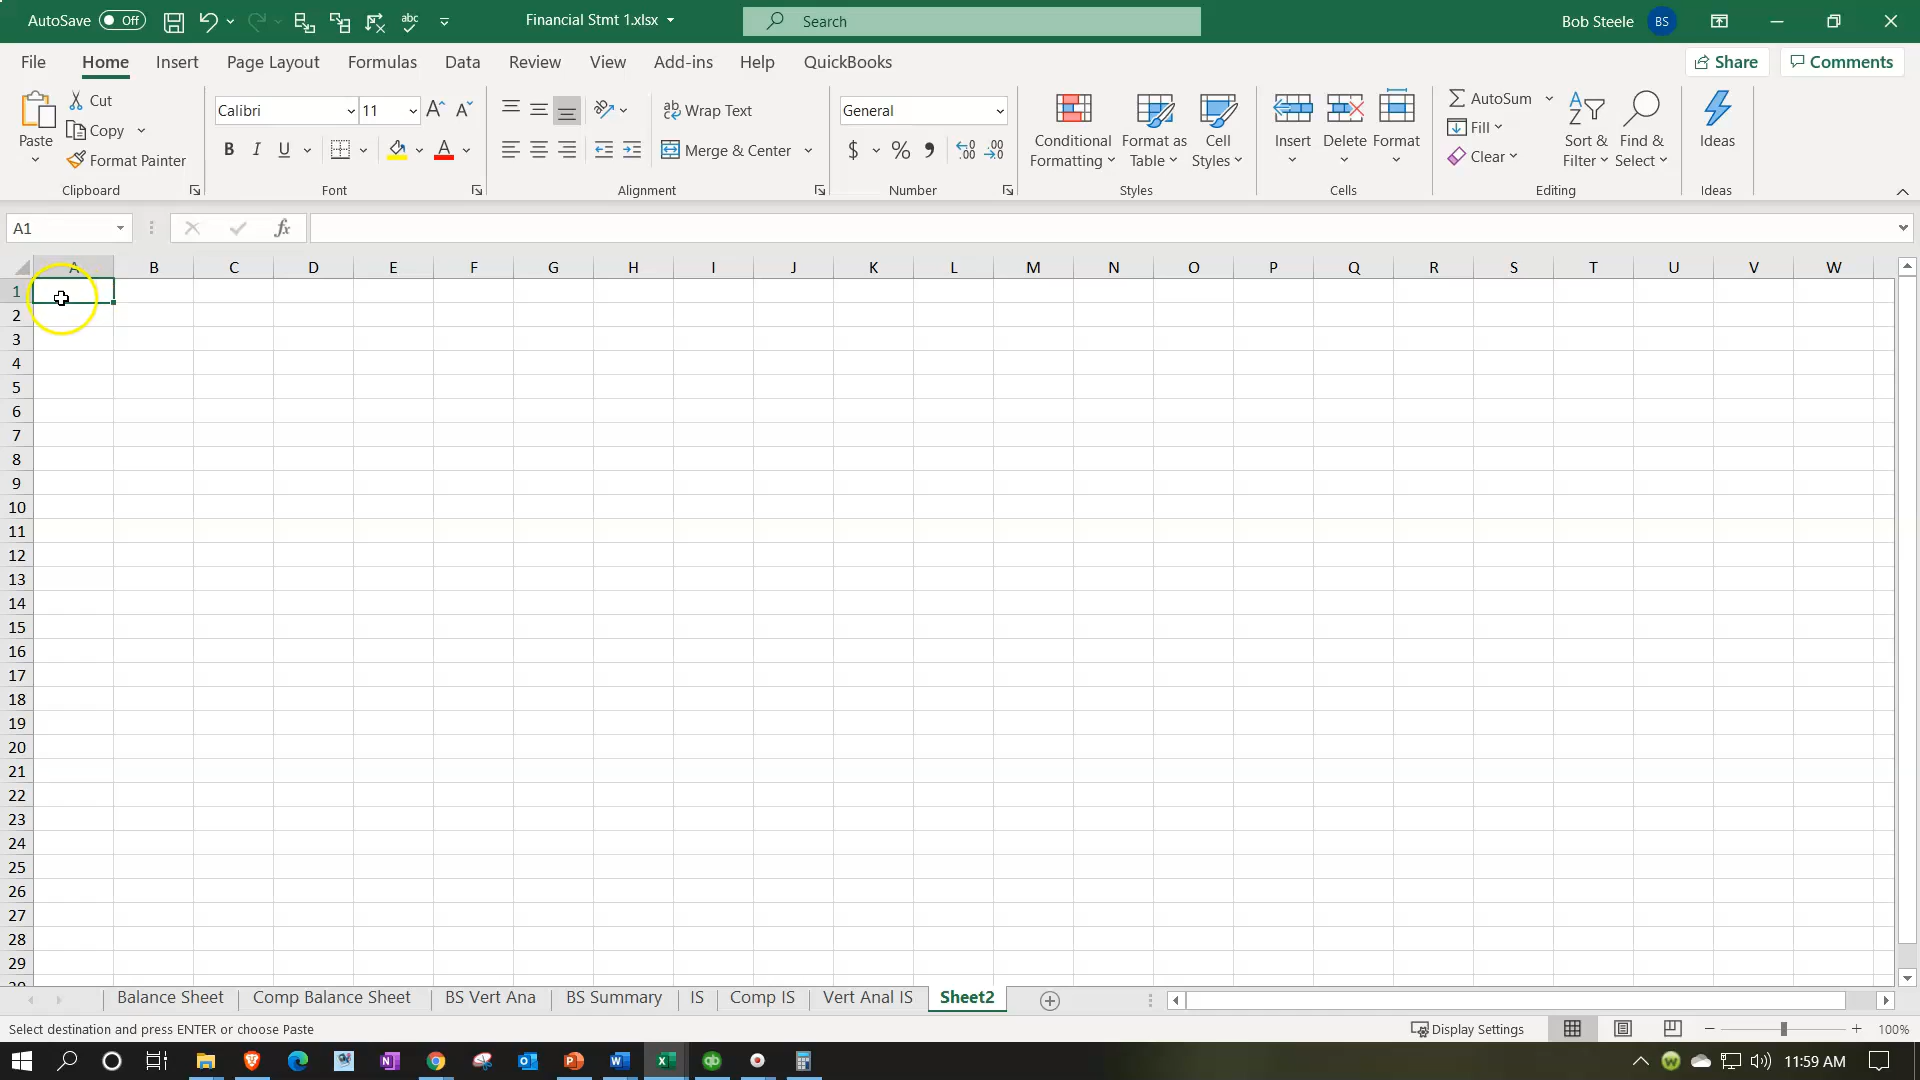 AutoSave Off Financial Stmt 1.xlsx Search Bob Steele BS
File Home Insert Page Layout Formulas Data Review View Add-ins Help QuickBooks Share Comments
Paste Cut Copy Format Painter Clipboard
Calibri 11 B I U A Font
ab Wrap Text Merge & Center Alignment
General $ % Number
Conditional Formatting Format as Table Cell Styles Styles
Insert Delete Format Cells
AutoSum Fill Clear Sort & Filter Find & Select Editing
Ideas Ideas
A1 fx
A B C D E F G H I J K L M N O P Q R S T U V W
1
2
3
4
5
6
7
8
9
10
11
12
13
14
15
16
17
18
19
20
21
22
23
24
25
26
27
28
29
Balance Sheet Comp Balance Sheet BS Vert Ana BS Summary IS Comp IS Vert Anal IS Sheet2
Select destination and press ENTER or choose Paste Display Settings 100%
11:59 AM